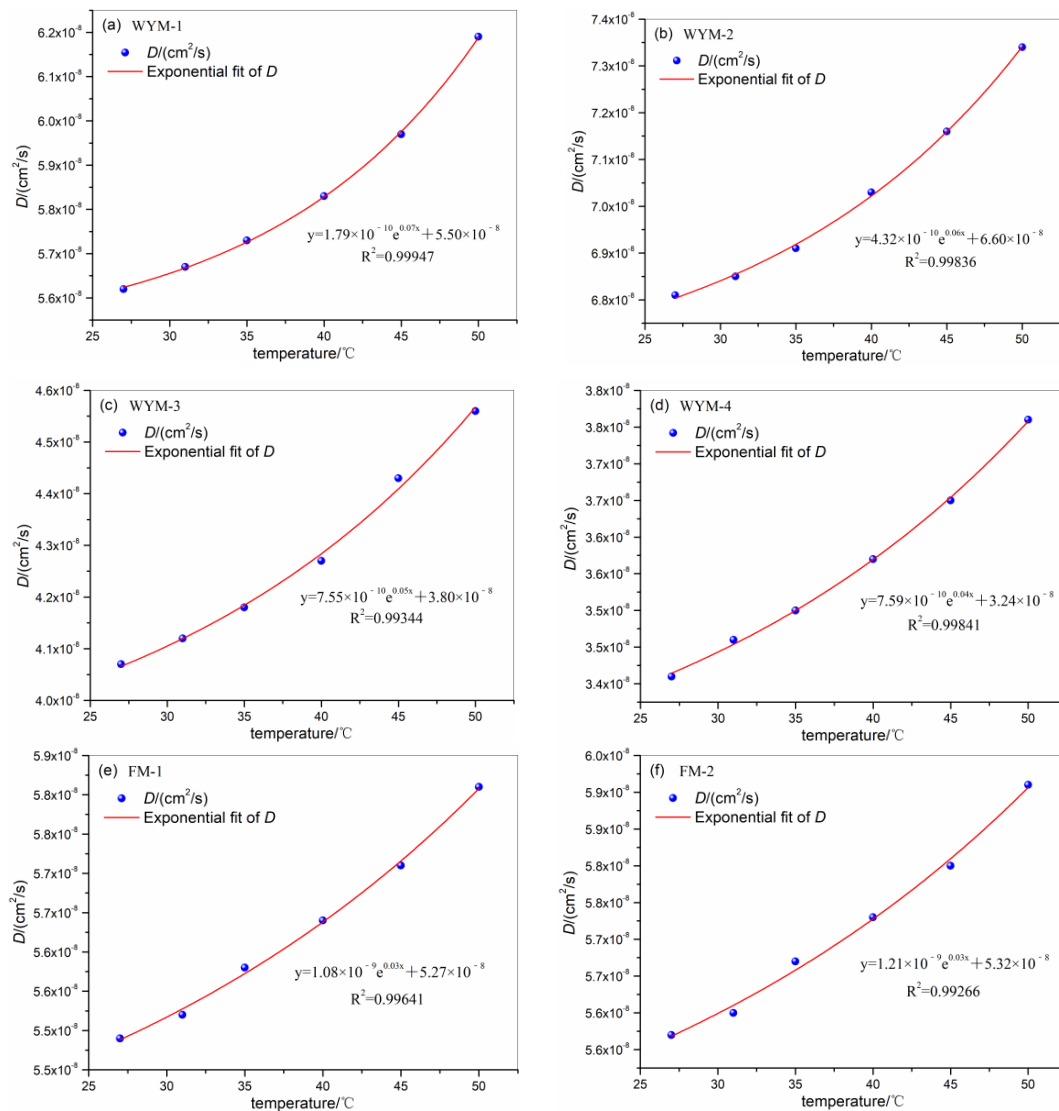 (a) WYM-1
D/(cm²/s)
Exponential fit of D
6.2x10⁻⁸
6.1x10⁻⁸
6.0x10⁻⁸
5.9x10⁻⁸
5.8x10⁻⁸
5.7x10⁻⁸
5.6x10⁻⁸
D/(cm²/s)
y=1.79×10⁻¹⁰e⁰·⁰⁷ˣ+5.50×10⁻⁸
R²=0.99947
25 30 35 40 45 50
temperature/℃
(b) WYM-2
D/(cm²/s)
Exponential fit of D
7.4x10⁻⁸
7.3x10⁻⁸
7.2x10⁻⁸
7.1x10⁻⁸
7.0x10⁻⁸
6.9x10⁻⁸
6.8x10⁻⁸
D/(cm²/s)
y=4.32×10⁻¹⁰e⁰·⁰⁶ˣ+6.60×10⁻⁸
R²=0.99836
25 30 35 40 45 50
temperature/℃
(c) WYM-3
D/(cm²/s)
Exponential fit of D
4.6x10⁻⁸
4.5x10⁻⁸
4.4x10⁻⁸
4.3x10⁻⁸
4.2x10⁻⁸
4.1x10⁻⁸
4.0x10⁻⁸
D/(cm²/s)
y=7.55×10⁻¹⁰e⁰·⁰⁵ˣ+3.80×10⁻⁸
R²=0.99344
25 30 35 40 45 50
temperature/℃
(d) WYM-4
D/(cm²/s)
Exponential fit of D
3.8x10⁻⁸
3.8x10⁻⁸
3.7x10⁻⁸
3.7x10⁻⁸
3.6x10⁻⁸
3.6x10⁻⁸
3.5x10⁻⁸
3.5x10⁻⁸
3.4x10⁻⁸
D/(cm²/s)
y=7.59×10⁻¹⁰e⁰·⁰⁴ˣ+3.24×10⁻⁸
R²=0.99841
25 30 35 40 45 50
temperature/℃
(e) FM-1
D/(cm²/s)
Exponential fit of D
5.9x10⁻⁸
5.8x10⁻⁸
5.8x10⁻⁸
5.7x10⁻⁸
5.7x10⁻⁸
5.6x10⁻⁸
5.6x10⁻⁸
5.5x10⁻⁸
5.5x10⁻⁸
D/(cm²/s)
y=1.08×10⁻⁹e⁰·⁰³ˣ+5.27×10⁻⁸
R²=0.99641
25 30 35 40 45 50
temperature/℃
(f) FM-2
D/(cm²/s)
Exponential fit of D
6.0x10⁻⁸
5.9x10⁻⁸
5.9x10⁻⁸
5.8x10⁻⁸
5.8x10⁻⁸
5.7x10⁻⁸
5.7x10⁻⁸
5.6x10⁻⁸
5.6x10⁻⁸
D/(cm²/s)
y=1.21×10⁻⁹e⁰·⁰³ˣ+5.32×10⁻⁸
R²=0.99266
25 30 35 40 45 50
temperature/℃